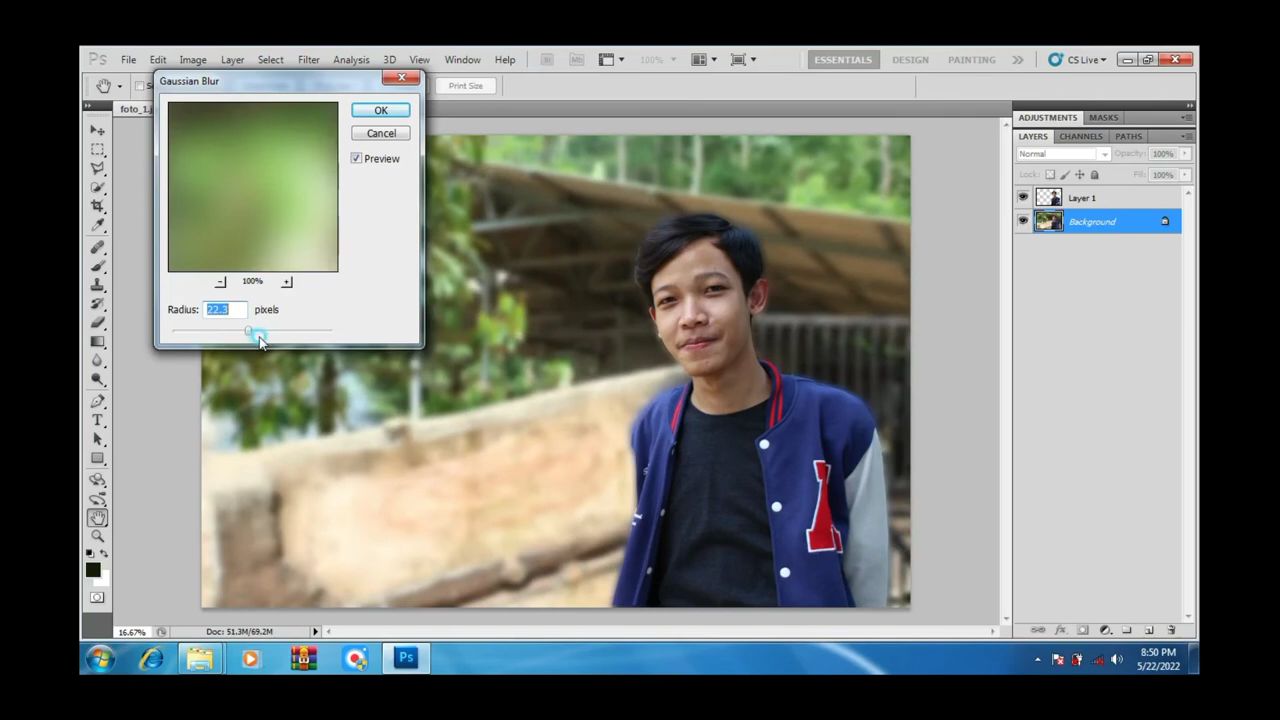 Ps File Edit Image Layer Select Filter Analysis 3D View Window Help Mb 100% ESSENTIALS DESIGN PAINTING CS Live
Gaussian Blur
Print Size
foto_1.j
OK
Cancel
Preview
100%
Radius: 22.3 pixels
ADJUSTMENTS MASKS
LAYERS CHANNELS PATHS
Normal Opacity: 100%
Lock: Fill: 100%
Layer 1
Background
A
16.67% Doc: 51.3M/69.2M
Ps
8:50 PM
5/22/2022